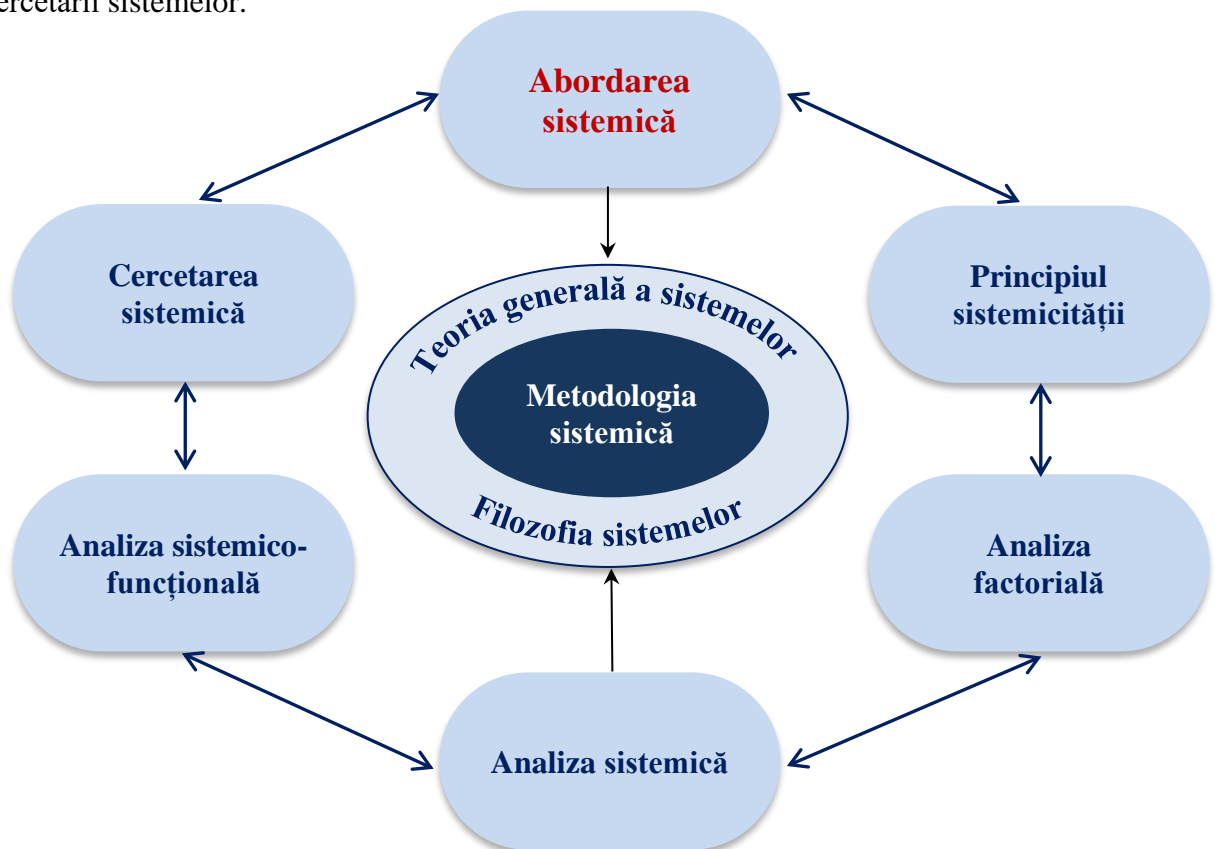 sistemelor.
Abordarea
sistemică
Cercetarea
sistemică
Principiul
sistemicității
Teoria generală a sistemelor
Metodologia
sistemică
Filozofia sistemelor
Analiza sistemico-
funcțională
Analiza
factorială
Analiza sistemică